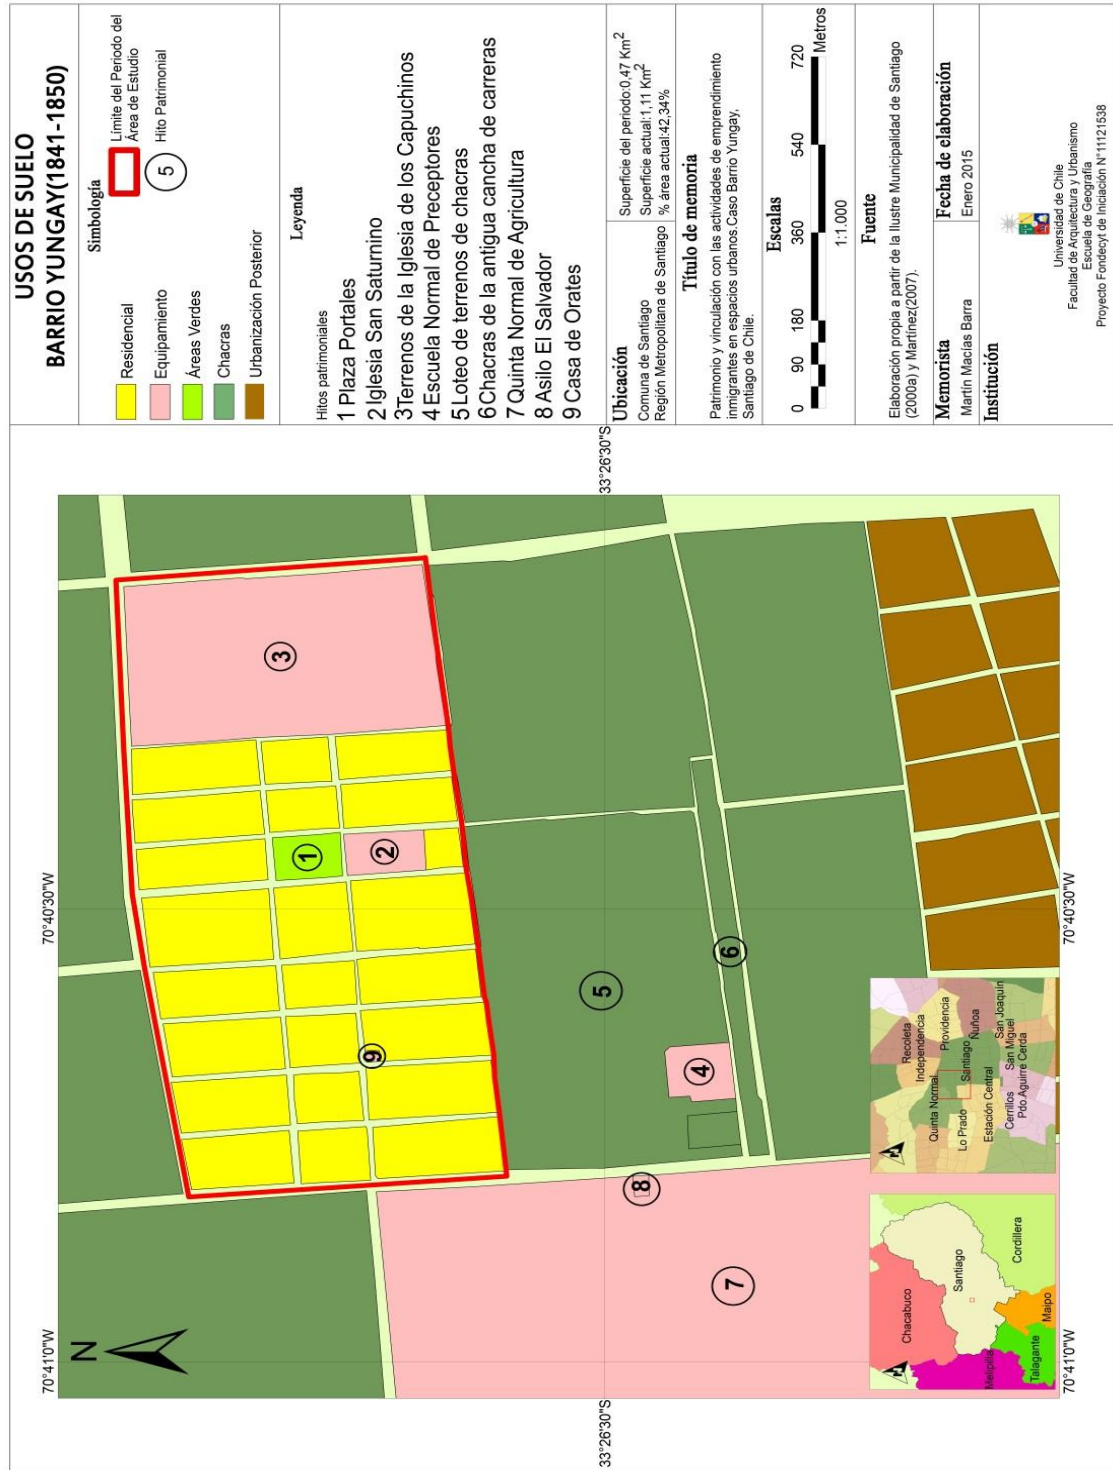 USOS DE SUELO
BARRIO YUNGAY(1841-1850)
Simbología
Residencial
Equipamiento
Áreas Verdes
Chacras
Urbanización Posterior
Límite del Periodo del
Área de Estudio
5
Hito Patrimonial
Leyenda
Hitos patrimoniales
1 Plaza Portales
2 Iglesia San Saturnino
3Terrenos de la Iglesia de los Capuchinos
4 Escuela Normal de Preceptores
5 Loteo de terrenos de chacras
6 Chacras de la antigua cancha de carreras
7 Quinta Normal de Agricultura
8 Asilo El Salvador
9 Casa de Orates
Ubicación
Comuna de Santiago
Región Metropolitana de Santiago
Superficie del periodo:0,47 Km2
Superficie actual:1,11 Km2
% área actual:42,34%
Título de memoria
Patrimonio y vinculación con las actividades de emprendimiento
inmigrantes en espacios urbanos.Caso Barrio Yungay,
Santiago de Chile.
Escalas
0 90 180 360 540 720
Metros
1:1.000
Fuente
Elaboración propia a partir de la Ilustre Municipalidad de Santiago
(2000a) y Martínez(2007).
Memorista
Martín Macías Barra
Fecha de elaboración
Enero 2015
Institución
Universidad de Chile
Facultad de Arquitectura y Urbanismo
Escuela de Geografía
Proyecto Fondecyt de Iniciación N°11121538
70°41'0"W
70°40'30"W
N
33°26'30"S
33°26'30"S
3
1
2
9
5
6
4
8
7
Chacabuco
Santiago
Cordillera
Melipilla
Talagante
Maipo
Recoleta
Independencia
Quinta Normal
Providencia
Santiago
Lo Prado
Ñuñoa
Estación Central
San Joaquín
San Miguel
Cerrillos
Pdo Aguirre Cerda
70°41'0"W
70°40'30"W